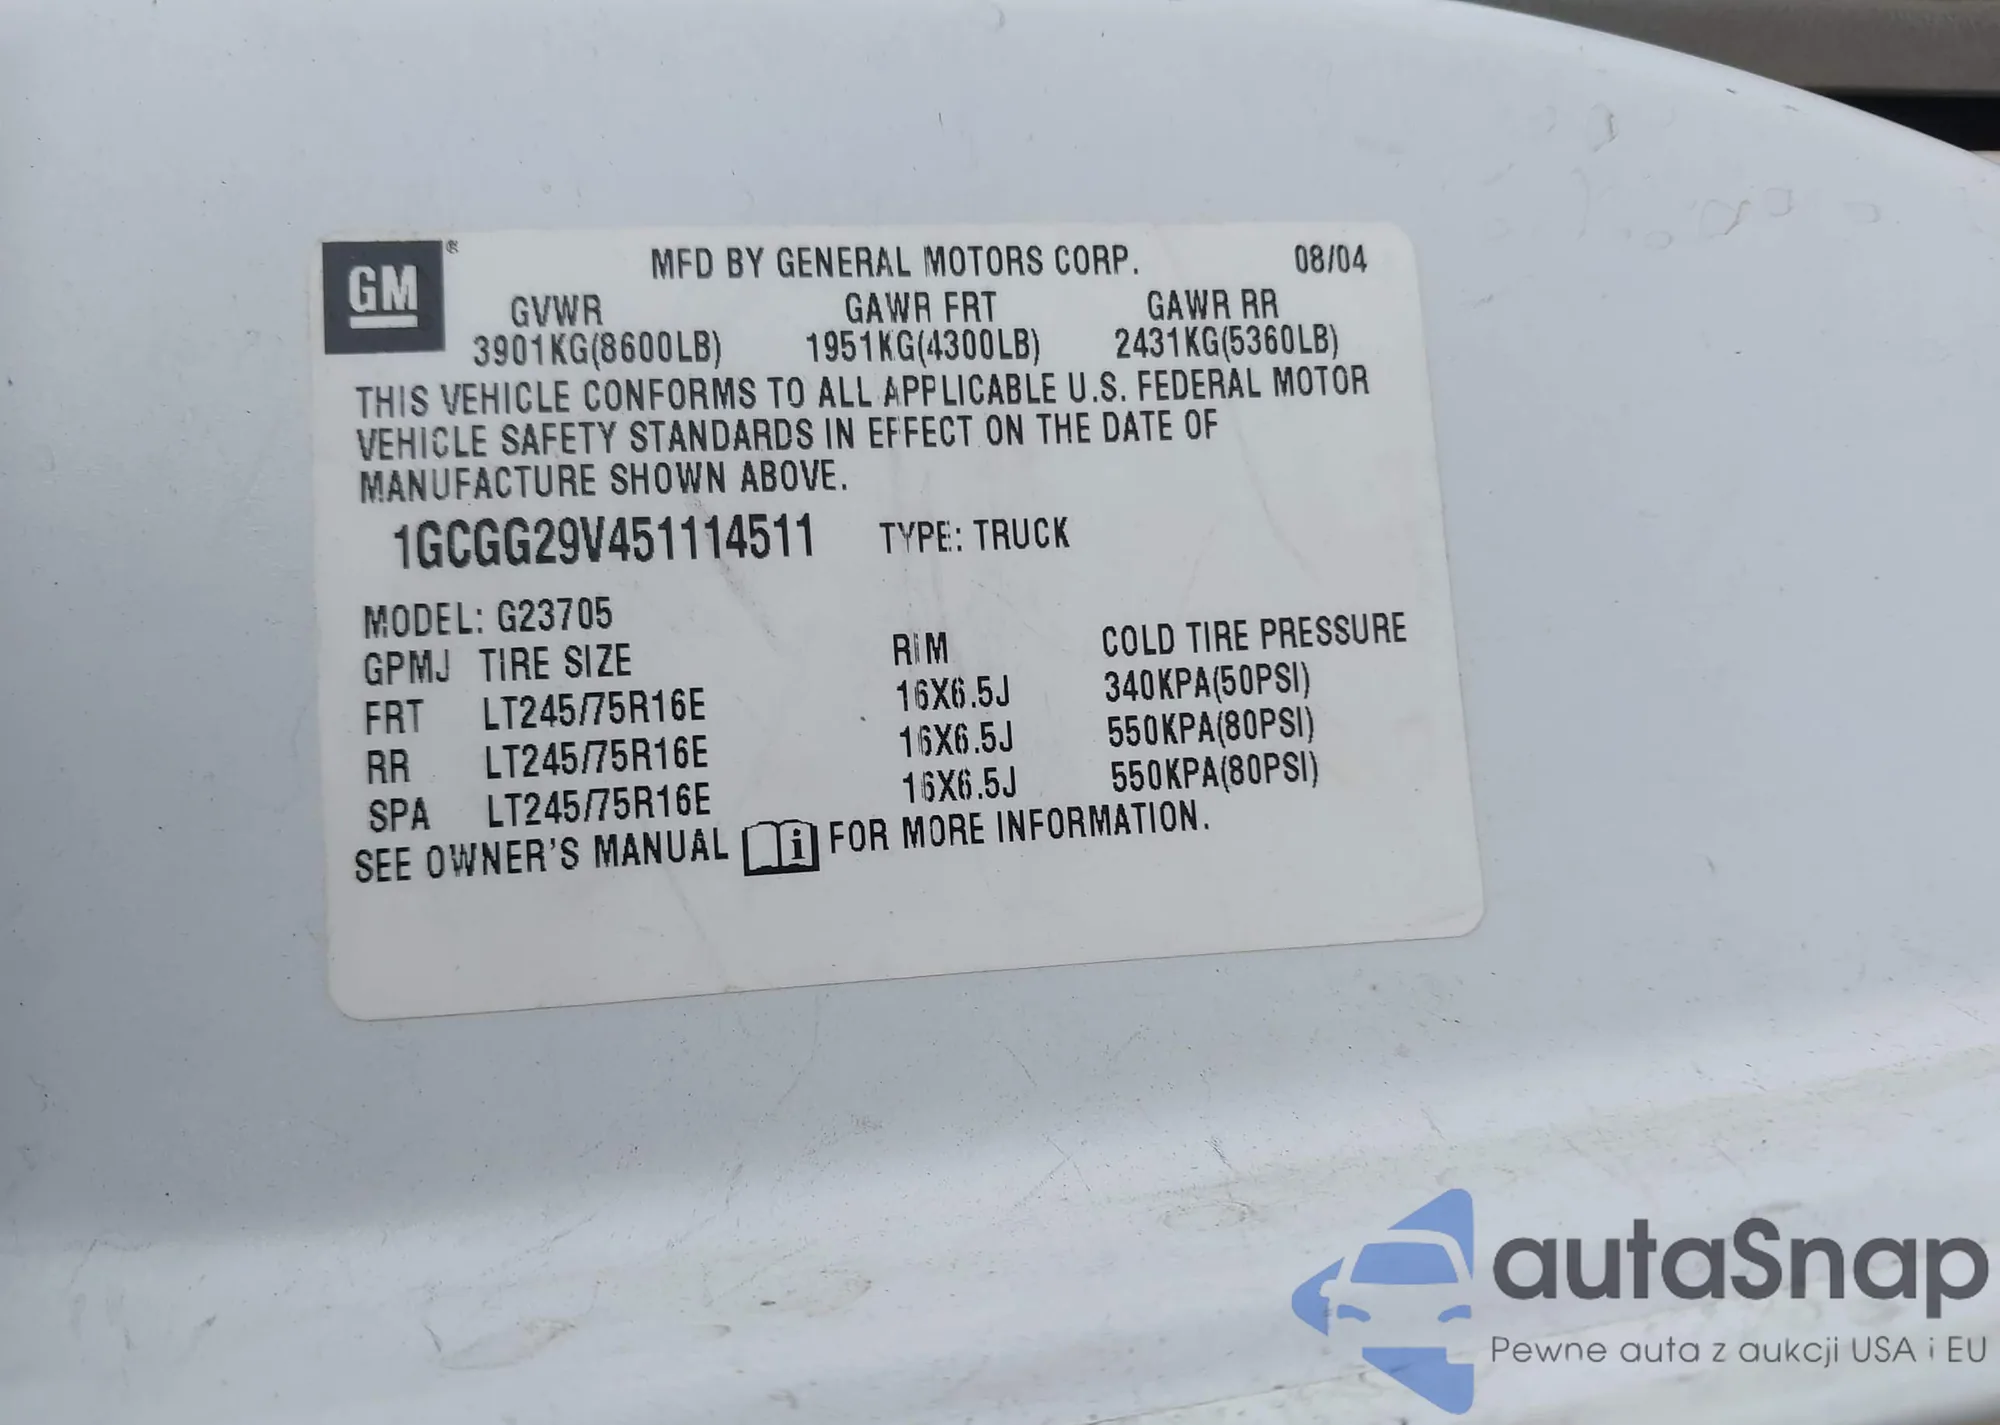 GM®
MFD BY GENERAL MOTORS CORP. 08/04
GVWR GAWR FRT GAWR RR
3901KG(8600LB) 1951KG(4300LB) 2431KG(5360LB)
THIS VEHICLE CONFORMS TO ALL APPLICABLE U.S. FEDERAL MOTOR
VEHICLE SAFETY STANDARDS IN EFFECT ON THE DATE OF
MANUFACTURE SHOWN ABOVE.
1GCGG29V451114511 TYPE: TRUCK
MODEL: G23705
GPMJ TIRE SIZE RIM COLD TIRE PRESSURE
FRT LT245/75R16E 16X6.5J 340KPA(50PSI)
RR LT245/75R16E 16X6.5J 550KPA(80PSI)
SPA LT245/75R16E 16X6.5J 550KPA(80PSI)
SEE OWNER'S MANUAL i FOR MORE INFORMATION.
autaSnap
Pewne auta z aukcji USA i EU